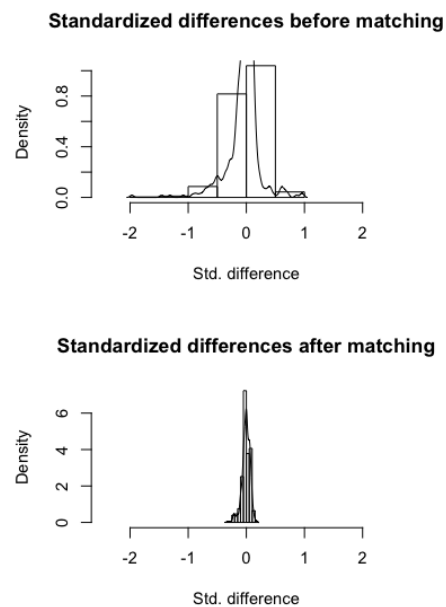 Standardized differences before matching
Density
0.8
0.4
0.0
-2 -1 0 1 2
Std. difference
Standardized differences after matching
Density
6
4
2
0
-2 -1 0 1 2
Std. difference